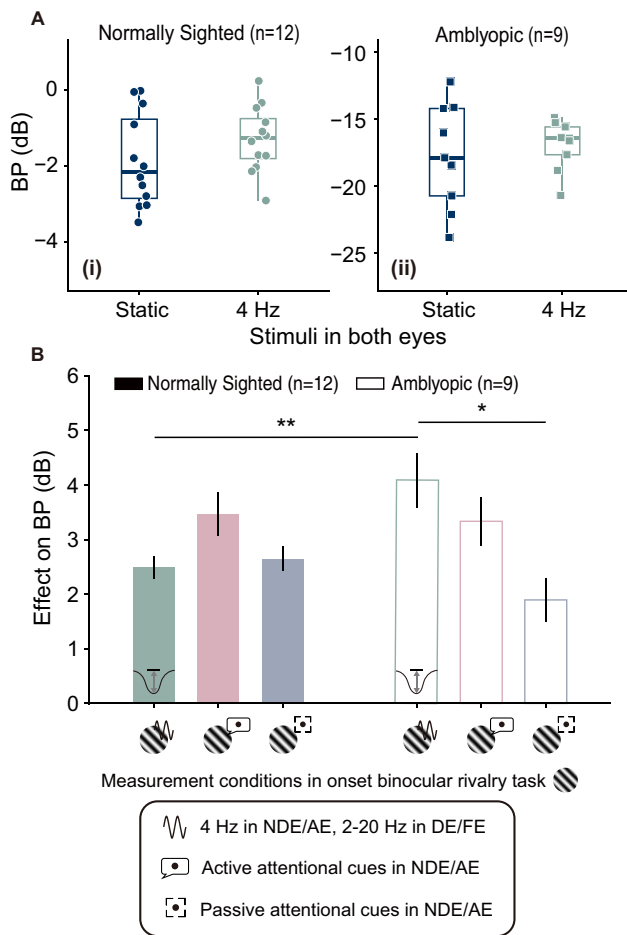 A
Normally Sighted (n=12)
Amblyopic (n=9)
BP (dB)
0
−2
−4
−10
−15
−20
−25
(i)
(ii)
Static
4 Hz
Static
4 Hz
Stimuli in both eyes
B
Normally Sighted (n=12)
Amblyopic (n=9)
Effect on BP (dB)
6
5
4
3
2
1
0
**
*
Measurement conditions in onset binocular rivalry task
4 Hz in NDE/AE, 2-20 Hz in DE/FE
Active attentional cues in NDE/AE
Passive attentional cues in NDE/AE